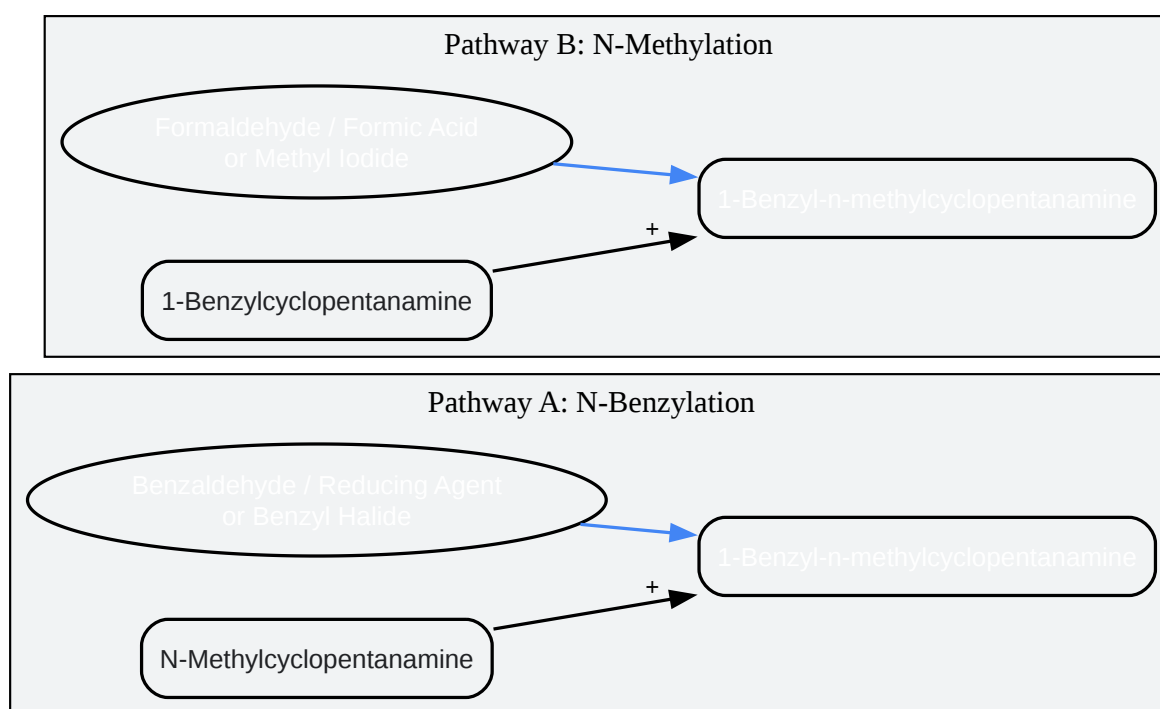 Pathway B: N-Methylation
Formaldehyde / Formic Acid
or Methyl Iodide
1-Benzyl-n-methylcyclopentanamine
+
1-Benzylcyclopentanamine
Pathway A: N-Benzylation
Benzaldehyde / Reducing Agent
or Benzyl Halide
1-Benzyl-n-methylcyclopentanamine
+
N-Methylcyclopentanamine